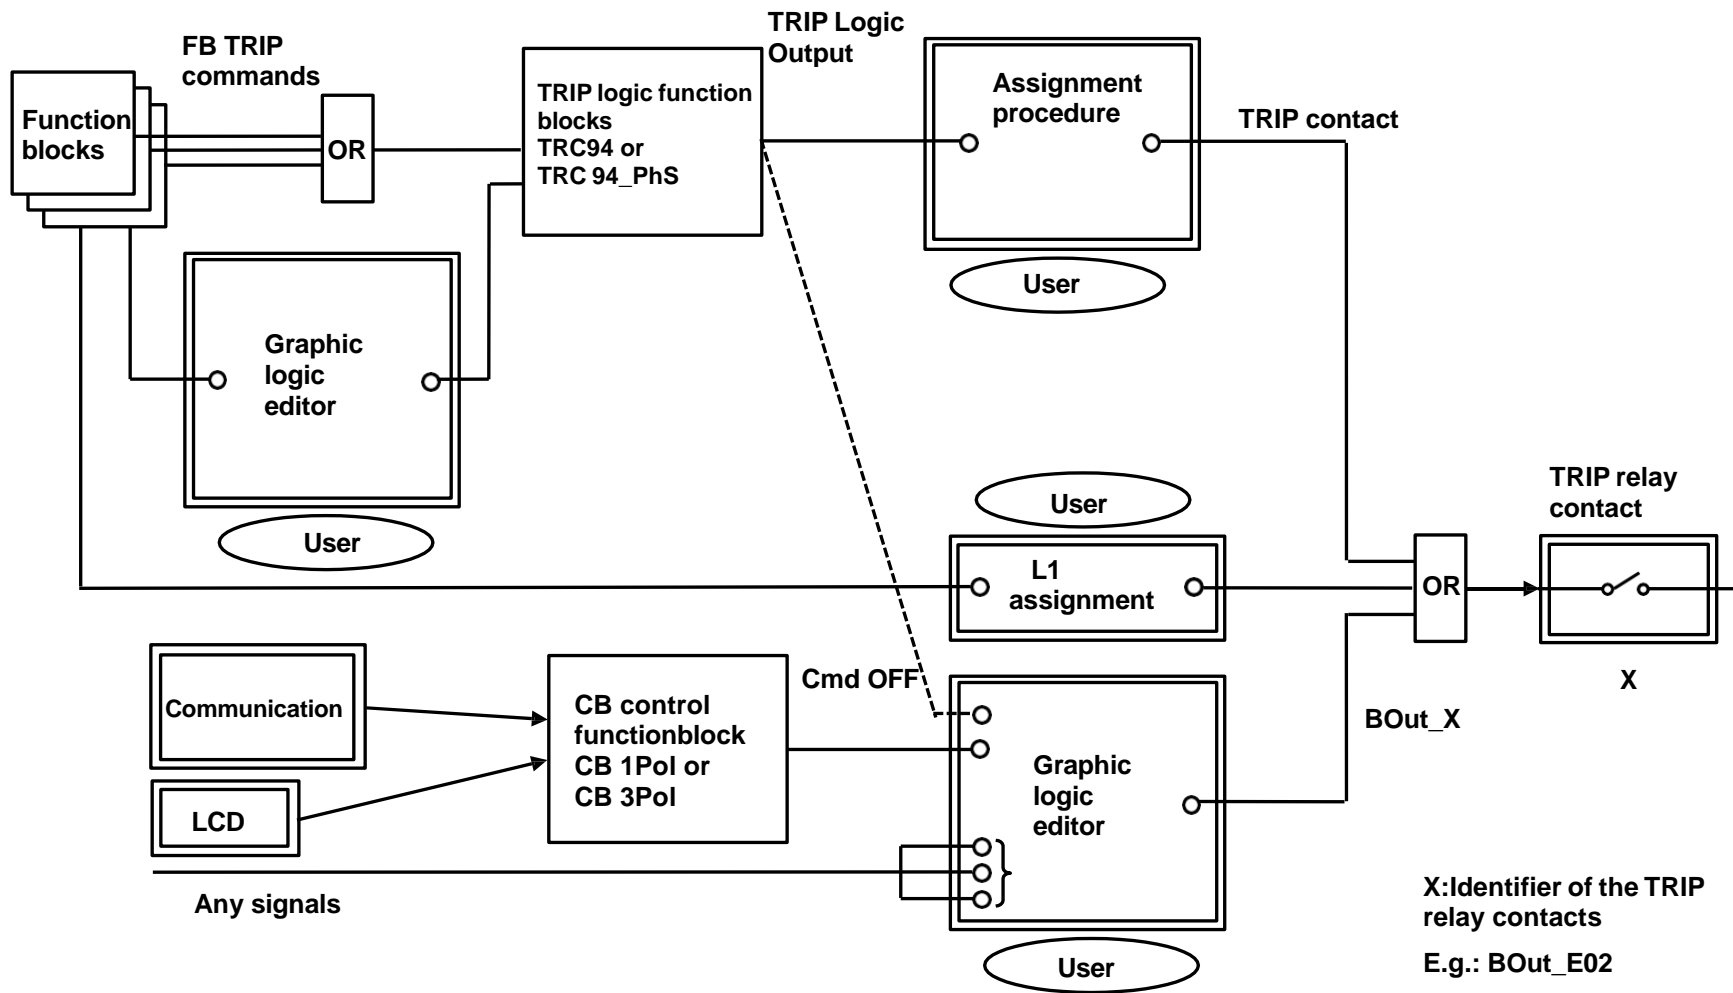 FB TRIP
commands
TRIP Logic
Output
Function
blocks
OR
TRIP logic function
blocks
TRC94 or
TRC 94_PhS
Assignment
procedure
TRIP contact
User
Graphic
logic
editor
User
User
L1
assignment
OR
TRIP relay
contact
X
Communication
LCD
CB control
functionblock
CB 1Pol or
CB 3Pol
Cmd OFF
Graphic
logic
editor
BOut_X
Any signals
User
X:Identifier of the TRIP
relay contacts
E.g.: BOut_E02